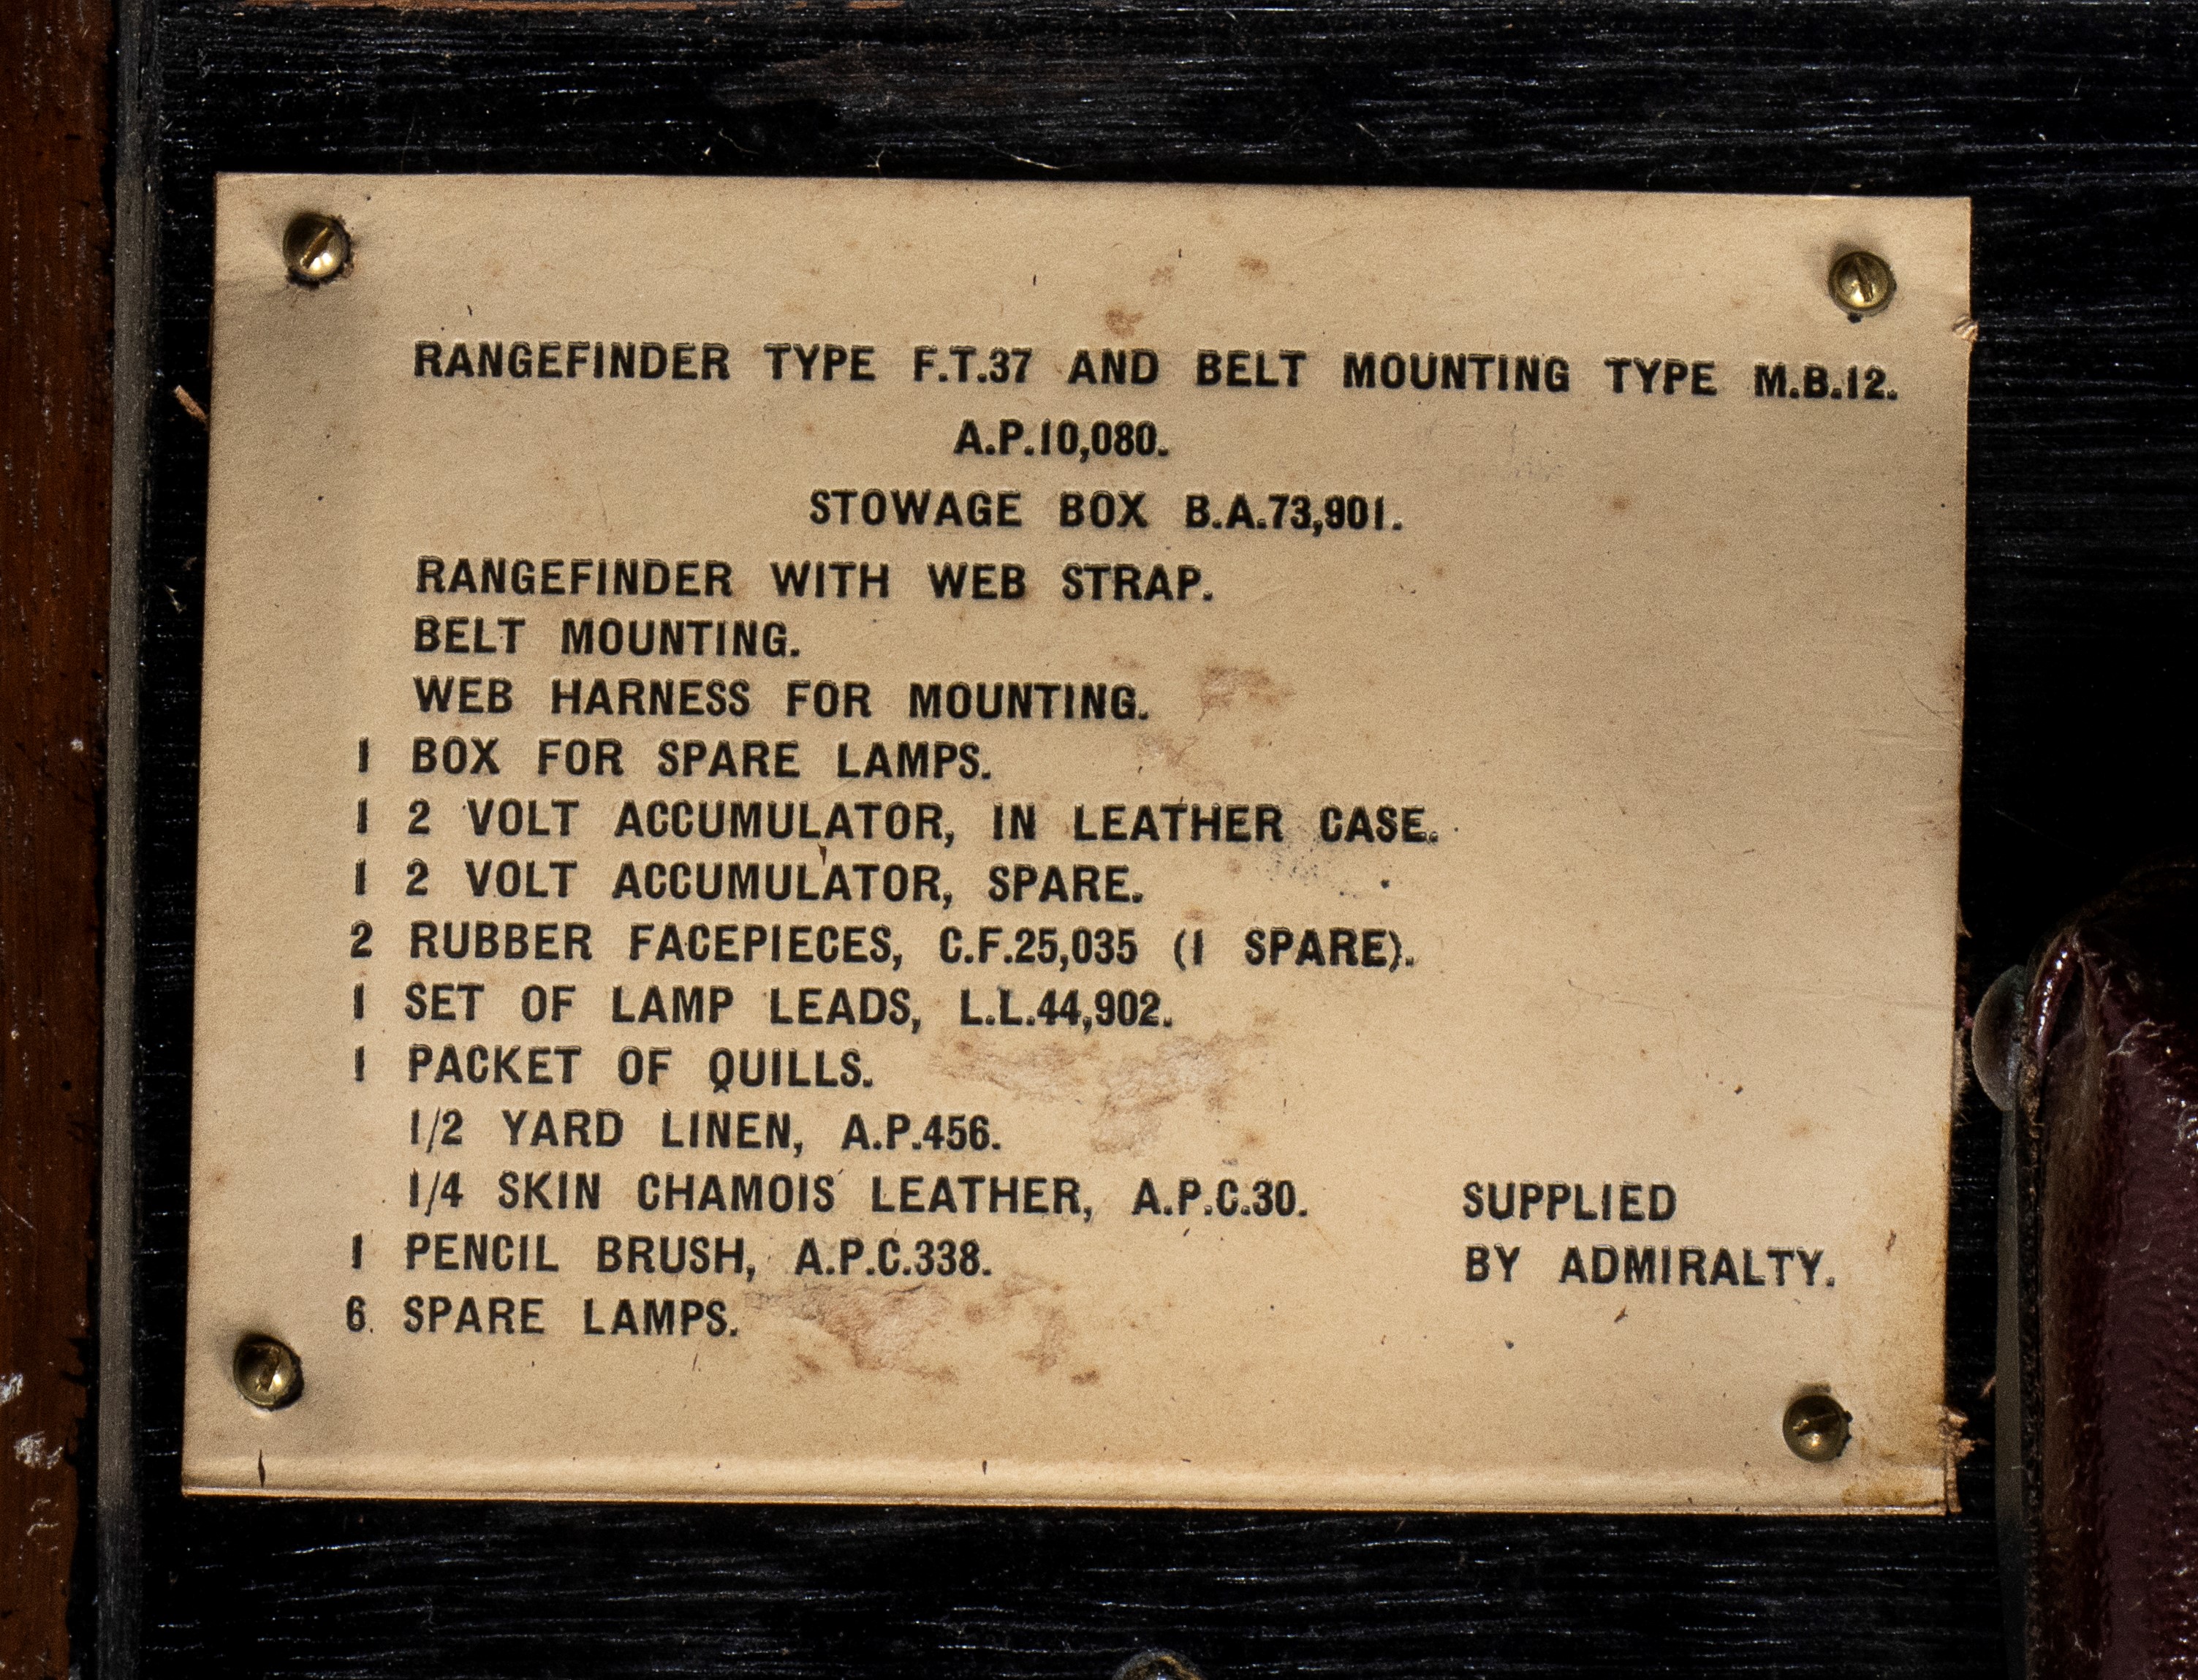 RANGEFINDER TYPE F.T.37 AND BELT MOUNTING TYPE M.B.12.
A.P.10,080.
STOWAGE BOX B.A.73,901.
RANGEFINDER WITH WEB STRAP.
BELT MOUNTING.
WEB HARNESS FOR MOUNTING.
1 BOX FOR SPARE LAMPS.
1 2 VOLT ACCUMULATOR, IN LEATHER CASE.
1 2 VOLT ACCUMULATOR, SPARE.
2 RUBBER FACEPIECES, C.F.25,035 (1 SPARE).
1 SET OF LAMP LEADS, L.L.44,902.
1 PACKET OF QUILLS.
1/2 YARD LINEN, A.P.456.
1/4 SKIN CHAMOIS LEATHER, A.P.C.30. SUPPLIED
1 PENCIL BRUSH, A.P.C.338. BY ADMIRALTY.
6 SPARE LAMPS.